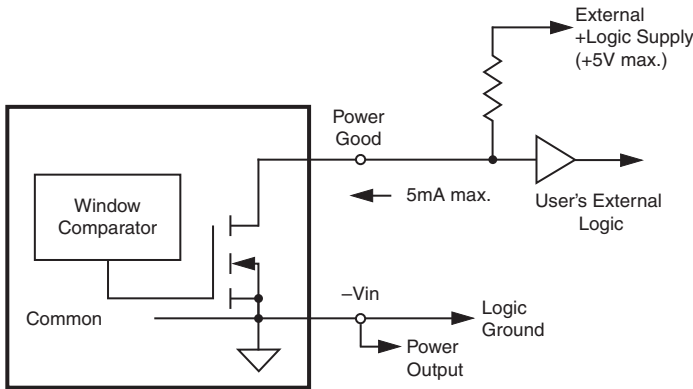 External
+Logic Supply
(+5V max.)
Power
Good
5mA max.
User's External
Logic
Window
Comparator
Common
–Vin
Logic
Ground
Power
Output